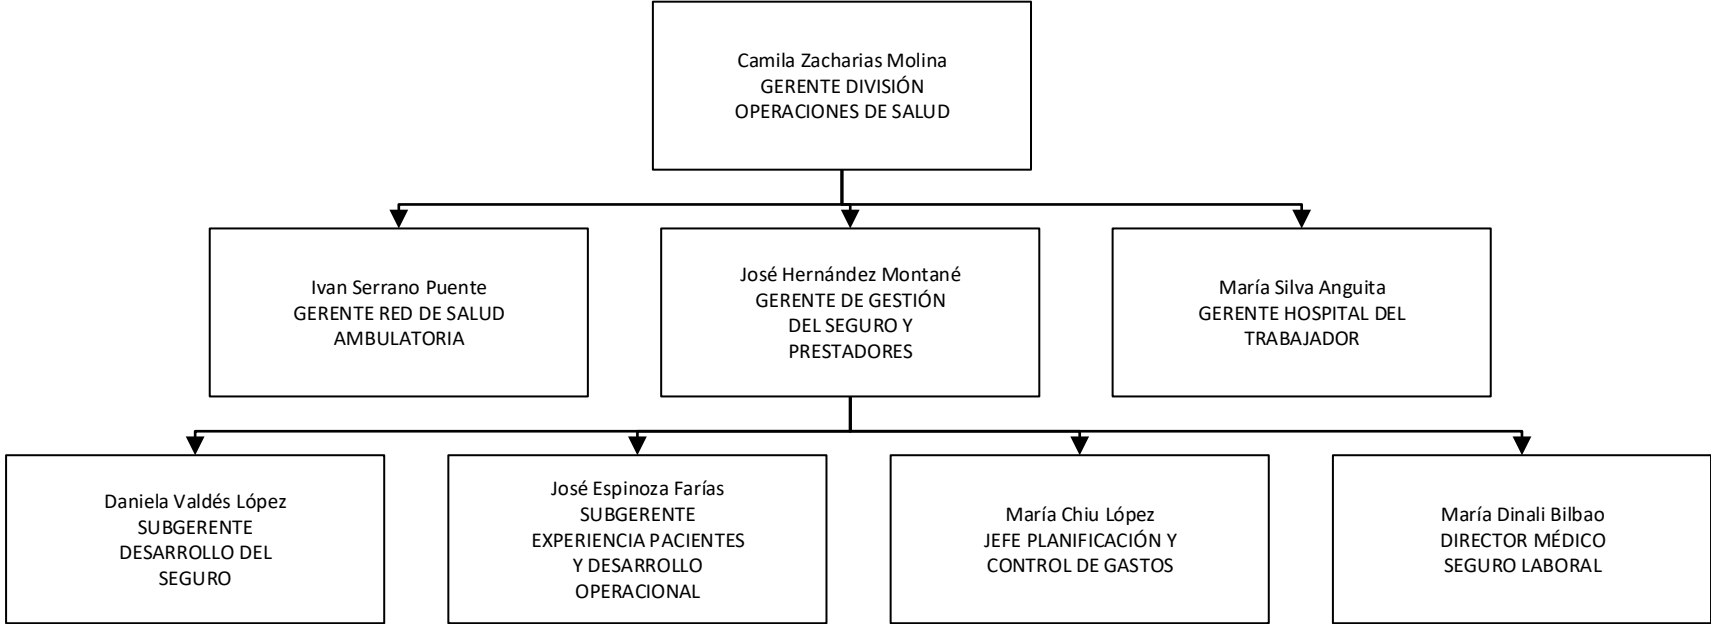 Camila Zacharias Molina
GERENTE DIVISIÓN
OPERACIONES DE SALUD
Ivan Serrano Puente
GERENTE RED DE SALUD
AMBULATORIA
José Hernández Montané
GERENTE DE GESTIÓN
DEL SEGURO Y
PRESTADORES
María Silva Anguita
GERENTE HOSPITAL DEL
TRABAJADOR
Daniela Valdés López
SUBGERENTE
DESARROLLO DEL
SEGURO
José Espinoza Farías
SUBGERENTE
EXPERIENCIA PACIENTES
Y DESARROLLO
OPERACIONAL
María Chiu López
JEFE PLANIFICACIÓN Y
CONTROL DE GASTOS
María Dinali Bilbao
DIRECTOR MÉDICO
SEGURO LABORAL